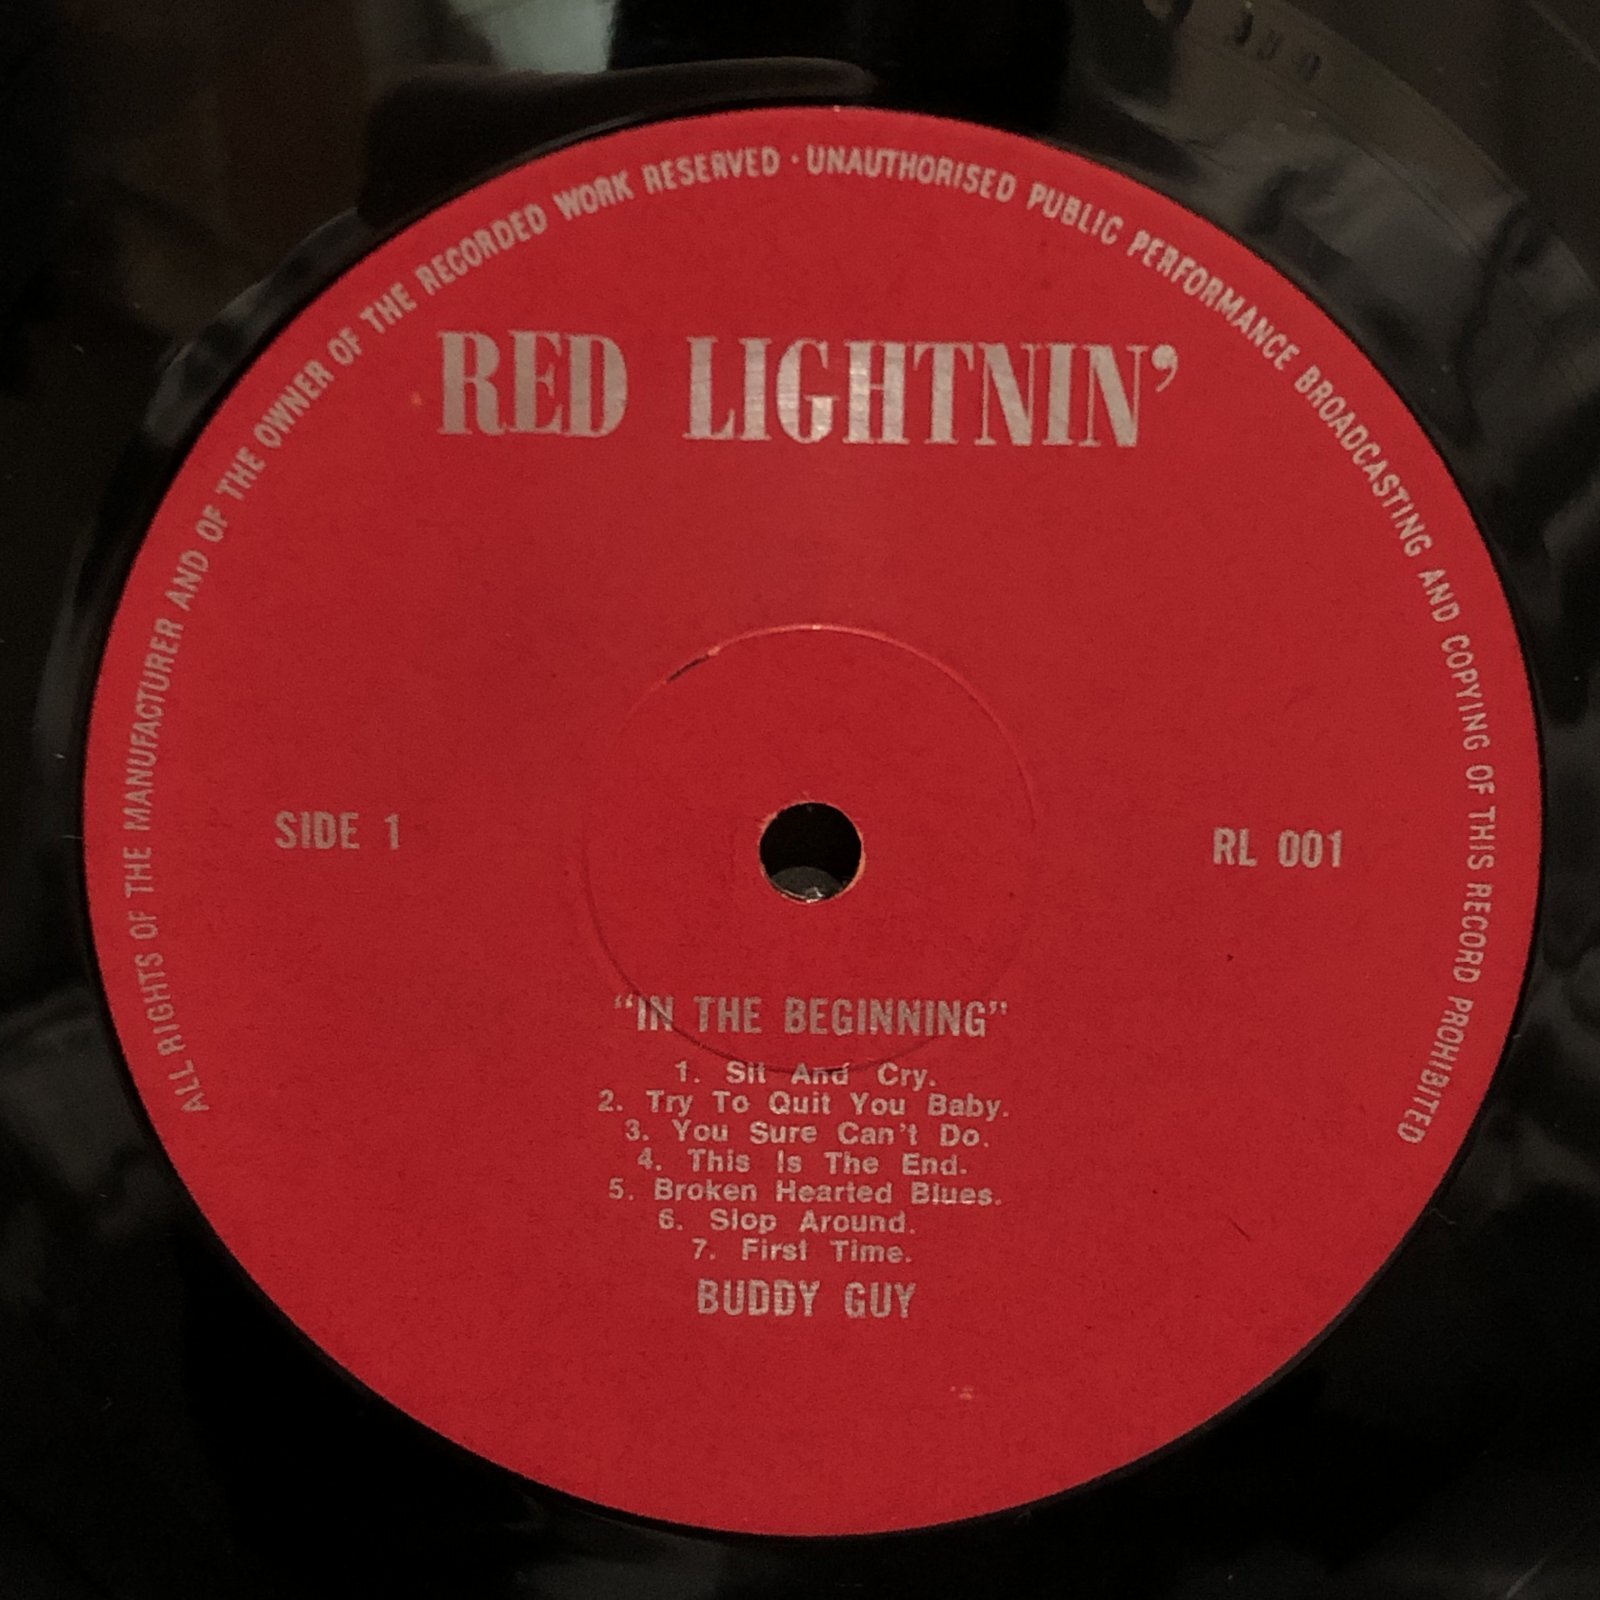 ALL RIGHTS OF THE MANUFACTURER AND OF THE OWNER OF THE RECORDED WORK RESERVED · UNAUTHORISED PUBLIC PERFORMANCE BROADCASTING AND COPYING OF THIS RECORD PROHIBITED
RED LIGHTNIN’
SIDE 1
RL 001
“IN THE BEGINNING”
1. Sit And Cry.
2. Try To Quit You Baby.
3. You Sure Can't Do.
4. This Is The End.
5. Broken Hearted Blues.
6. Slop Around.
7. First Time.
BUDDY GUY